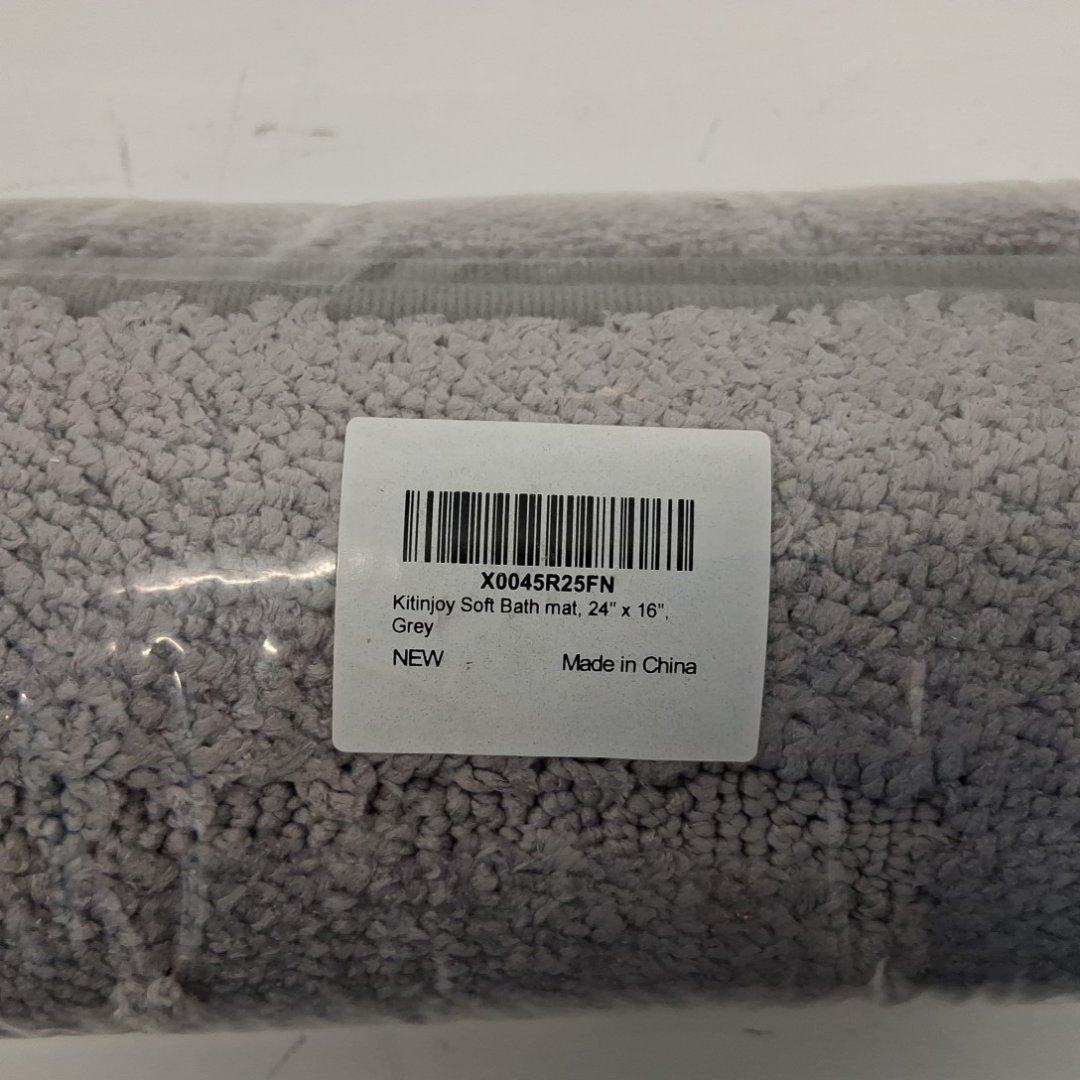 X0045R25FN
Kitinjoy Soft Bath mat, 24" x 16",
Grey
NEW Made in China